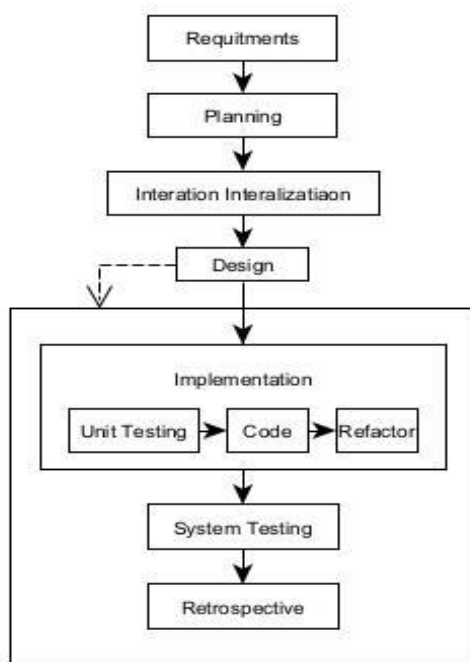 Requitments
Planning
Interation Interalizatiaon
Design
Implementation
Unit Testing
Code
Refactor
System Testing
Retrospective